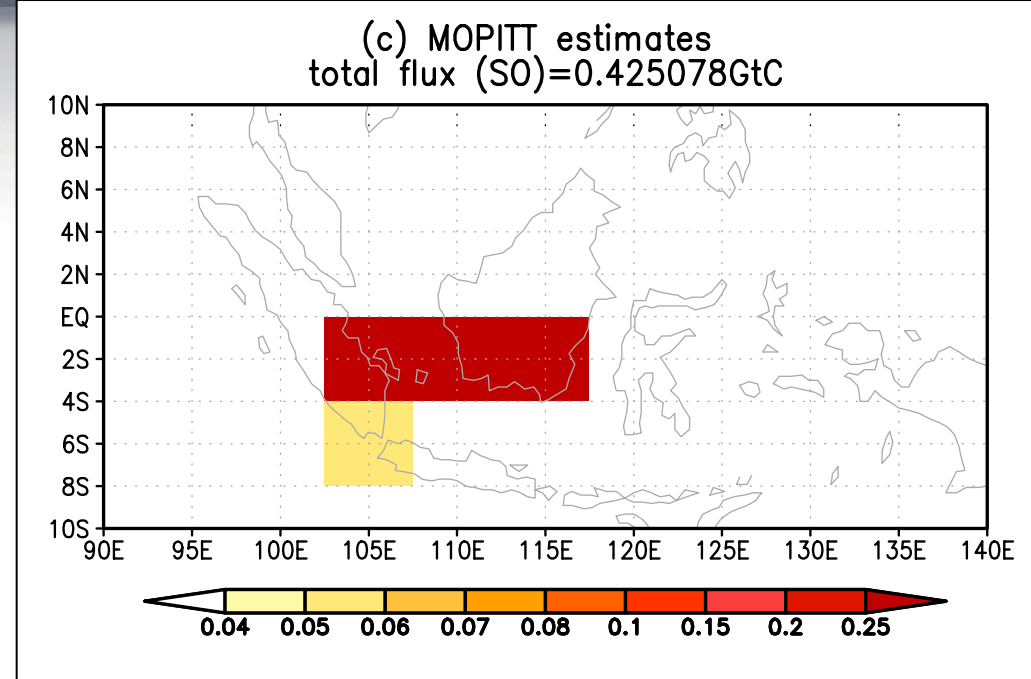 (c) MOPITT estimates
total flux (SO)=0.425078GtC
10N
8N
6N
4N
2N
EQ
2S
4S
6S
8S
10S
90E 95E 100E 105E 110E 115E 120E 125E 130E 135E 140E
0.04 0.05 0.06 0.07 0.08 0.1 0.15 0.2 0.25